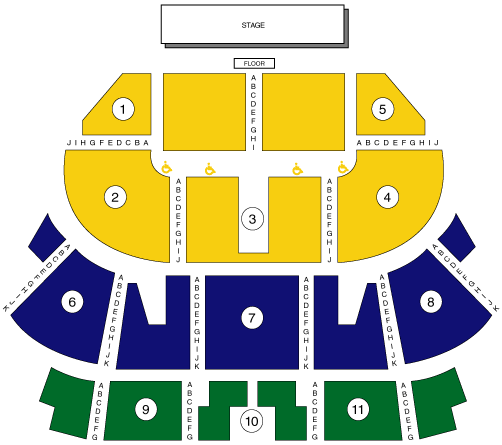 STAGE
FLOOR
A B C D E F G H I
1
5
J I H G F E D C B A
A B C D E F G H I J
2
A B C D E F G H I J
3
A B C D E F G H I J
4
A B C D E F G H I J K
6
A B C D E F G H I J K
A B C D E F G H I J K
7
A B C D E F G H I J K
A B C D E F G H I J K
8
A B C D E F G H I J K
A B C D E F G
9
A B C D E F G
10
A B C D E F G
11
A B C D E F G